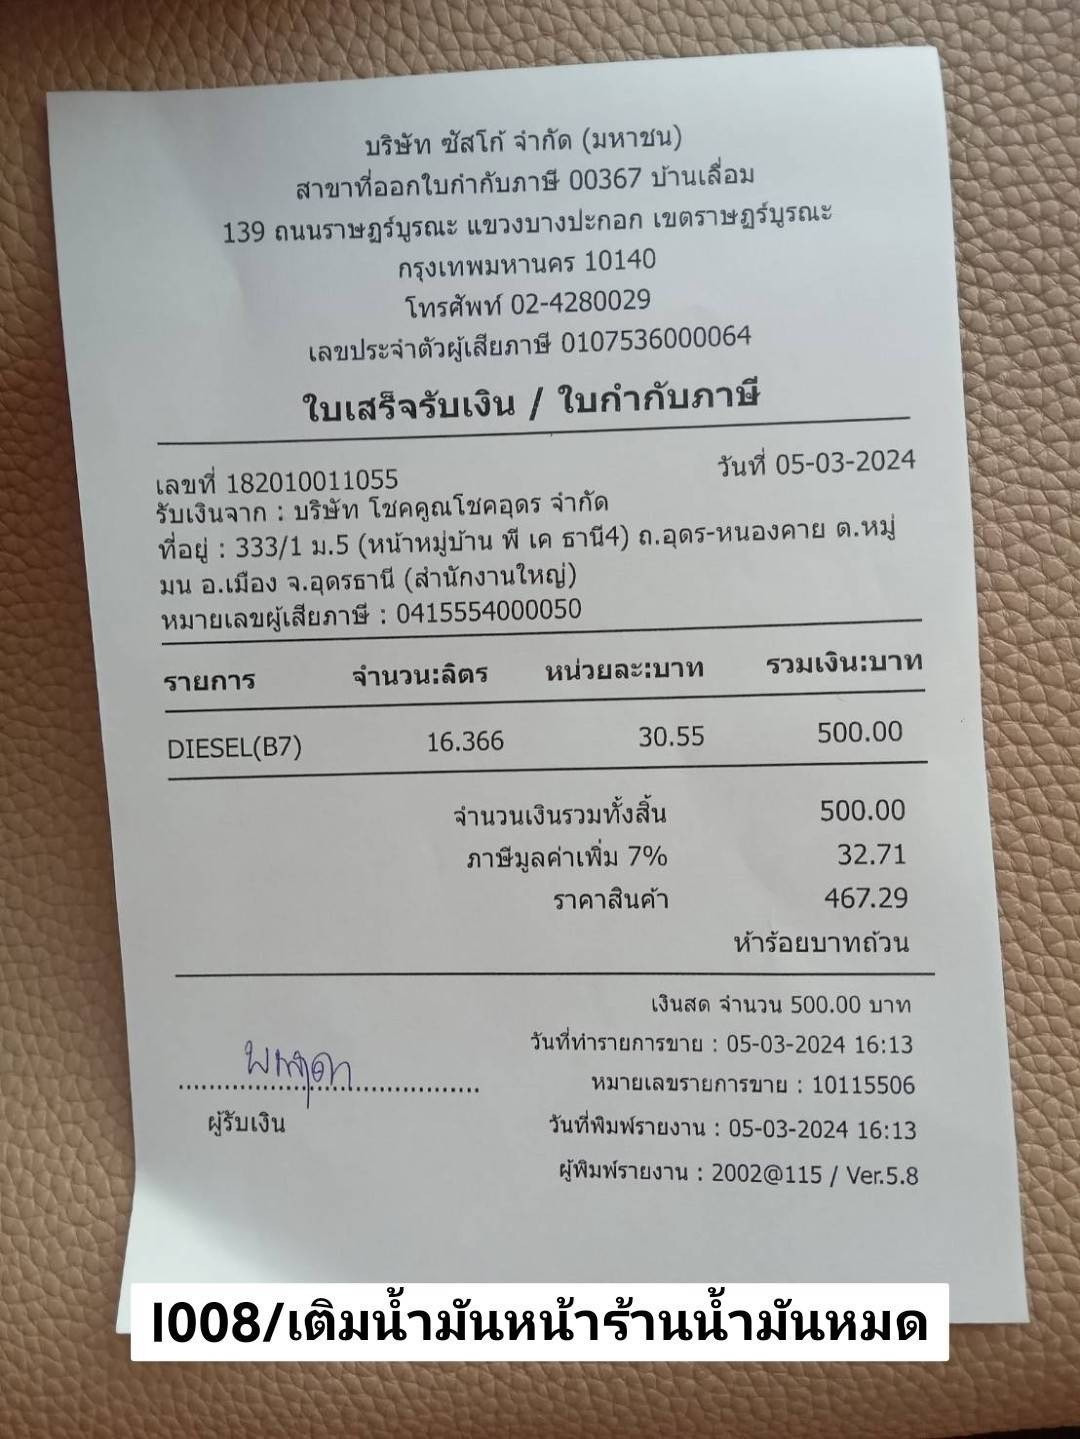 บริษัท ซัสโก้ จำกัด (มหาชน)
สาขาที่ออกใบกำกับภาษี 00367 บ้านเลื่อม
139 ถนนราษฎร์บูรณะ แขวงบางปะกอก เขตราษฎร์บูรณะ
กรุงเทพมหานคร 10140
โทรศัพท์ 02-4280029
เลขประจำตัวผู้เสียภาษี 0107536000064
ใบเสร็จรับเงิน / ใบกำกับภาษี
เลขที่ 182010011055 วันที่ 05-03-2024
รับเงินจาก : บริษัท โชคคูณโชคอุดร จำกัด
ที่อยู่ : 333/1 ม.5 (หน้าหมู่บ้าน พี เค ธานี4) ถ.อุดร-หนองคาย ต.หมู่
มน อ.เมือง จ.อุดรธานี (สำนักงานใหญ่)
หมายเลขผู้เสียภาษี : 0415554000050
รายการ จำนวน:ลิตร หน่วยละ:บาท รวมเงิน:บาท
DIESEL(B7) 16.366 30.55 500.00
จำนวนเงินรวมทั้งสิ้น 500.00
ภาษีมูลค่าเพิ่ม 7% 32.71
ราคาสินค้า 467.29
ห้าร้อยบาทถ้วน
เงินสด จำนวน 500.00 บาท
วันที่ทำรายการขาย : 05-03-2024 16:13
หมายเลขรายการขาย : 10115506
ผู้รับเงิน
วันที่พิมพ์รายงาน : 05-03-2024 16:13
ผู้พิมพ์รายงาน : 2002@115 / Ver.5.8
l008/เติมน้ำมันหน้าร้านน้ำมันหมด